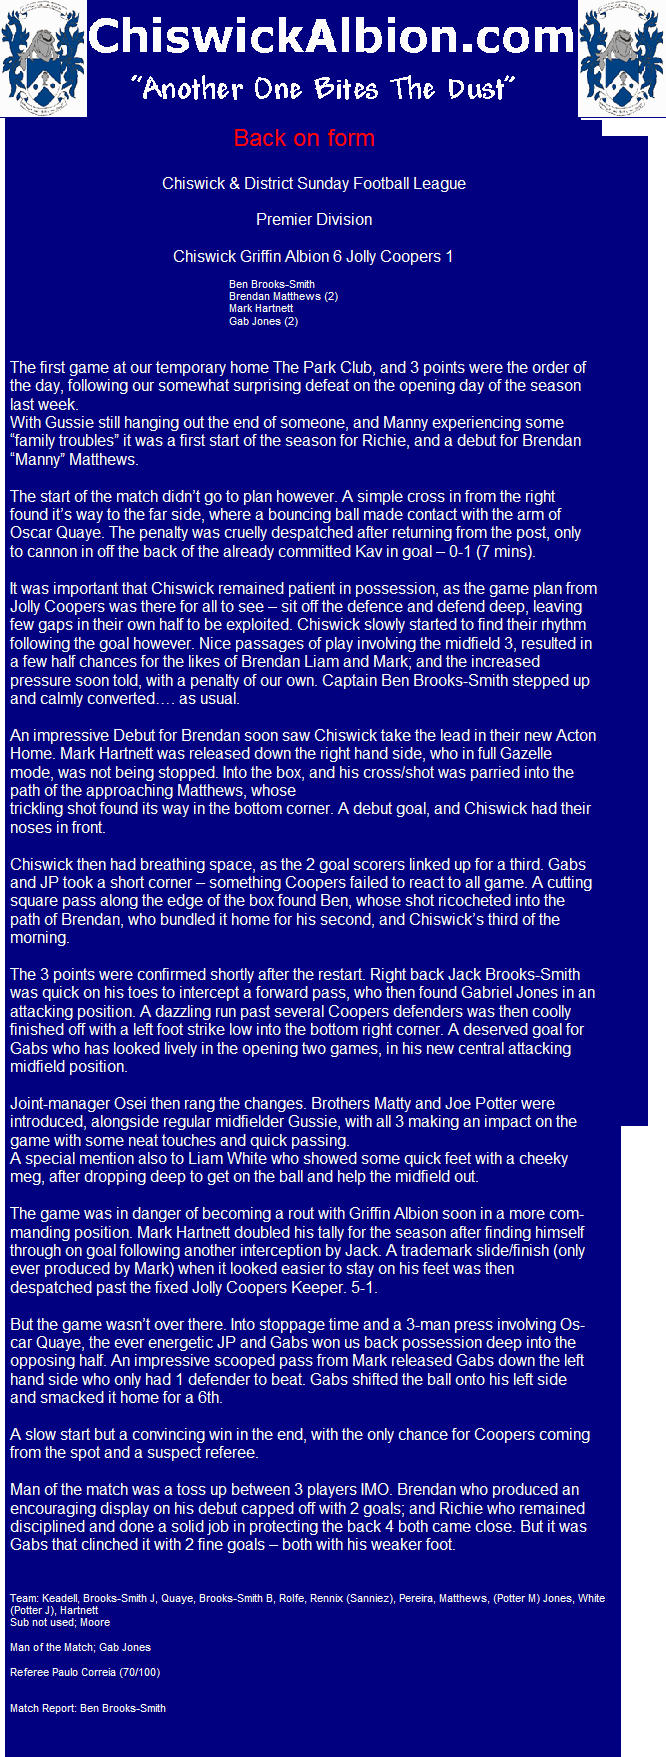 ChiswickAlbion.com
“Another One Bites The Dust”
Back on form
Chiswick & District Sunday Football League
Premier Division
Chiswick Griffin Albion 6 Jolly Coopers 1
Ben Brooks-Smith
Brendan Matthews (2)
Mark Hartnett
Gab Jones (2)
The first game at our temporary home The Park Club, and 3 points were the order of
the day, following our somewhat surprising defeat on the opening day of the season
last week.
With Gussie still hanging out the end of someone, and Manny experiencing some
“family troubles” it was a first start of the season for Richie, and a debut for Brendan
“Manny” Matthews.
The start of the match didn’t go to plan however. A simple cross in from the right
found it’s way to the far side, where a bouncing ball made contact with the arm of
Oscar Quaye. The penalty was cruelly despatched after returning from the post, only
to cannon in off the back of the already committed Kav in goal – 0-1 (7 mins).
It was important that Chiswick remained patient in possession, as the game plan from
Jolly Coopers was there for all to see – sit off the defence and defend deep, leaving
few gaps in their own half to be exploited. Chiswick slowly started to find their rhythm
following the goal however. Nice passages of play involving the midfield 3, resulted in
a few half chances for the likes of Brendan Liam and Mark; and the increased
pressure soon told, with a penalty of our own. Captain Ben Brooks-Smith stepped up
and calmly converted…. as usual.
An impressive Debut for Brendan soon saw Chiswick take the lead in their new Acton
Home. Mark Hartnett was released down the right hand side, who in full Gazelle
mode, was not being stopped. Into the box, and his cross/shot was parried into the
path of the approaching Matthews, whose
trickling shot found its way in the bottom corner. A debut goal, and Chiswick had their
noses in front.
Chiswick then had breathing space, as the 2 goal scorers linked up for a third. Gabs
and JP took a short corner – something Coopers failed to react to all game. A cutting
square pass along the edge of the box found Ben, whose shot ricocheted into the
path of Brendan, who bundled it home for his second, and Chiswick’s third of the
morning.
The 3 points were confirmed shortly after the restart. Right back Jack Brooks-Smith
was quick on his toes to intercept a forward pass, who then found Gabriel Jones in an
attacking position. A dazzling run past several Coopers defenders was then coolly
finished off with a left foot strike low into the bottom right corner. A deserved goal for
Gabs who has looked lively in the opening two games, in his new central attacking
midfield position.
Joint-manager Osei then rang the changes. Brothers Matty and Joe Potter were
introduced, alongside regular midfielder Gussie, with all 3 making an impact on the
game with some neat touches and quick passing.
A special mention also to Liam White who showed some quick feet with a cheeky
meg, after dropping deep to get on the ball and help the midfield out.
The game was in danger of becoming a rout with Griffin Albion soon in a more com-
manding position. Mark Hartnett doubled his tally for the season after finding himself
through on goal following another interception by Jack. A trademark slide/finish (only
ever produced by Mark) when it looked easier to stay on his feet was then
despatched past the fixed Jolly Coopers Keeper. 5-1.
But the game wasn’t over there. Into stoppage time and a 3-man press involving Os-
car Quaye, the ever energetic JP and Gabs won us back possession deep into the
opposing half. An impressive scooped pass from Mark released Gabs down the left
hand side who only had 1 defender to beat. Gabs shifted the ball onto his left side
and smacked it home for a 6th.
A slow start but a convincing win in the end, with the only chance for Coopers coming
from the spot and a suspect referee.
Man of the match was a toss up between 3 players IMO. Brendan who produced an
encouraging display on his debut capped off with 2 goals; and Richie who remained
disciplined and done a solid job in protecting the back 4 both came close. But it was
Gabs that clinched it with 2 fine goals – both with his weaker foot.
Team: Keadell, Brooks-Smith J, Quaye, Brooks-Smith B, Rolfe, Rennix (Sanniez), Pereira, Matthews, (Potter M) Jones, White
(Potter J), Hartnett
Sub not used; Moore
Man of the Match; Gab Jones
Referee Paulo Correia (70/100)
Match Report: Ben Brooks-Smith